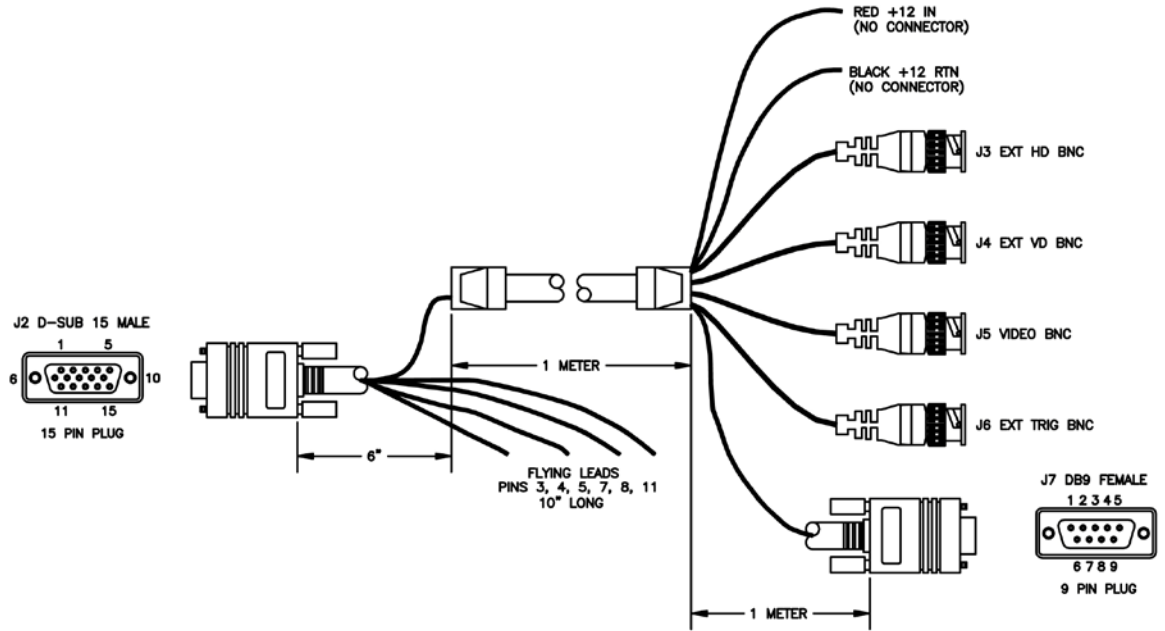 RED +12 IN
(NO CONNECTOR)
BLACK +12 RTN
(NO CONNECTOR)
J3 EXT HD BNC
J4 EXT VD BNC
J2 D-SUB 15 MALE
1 5
6 10
11 15
15 PIN PLUG
J5 VIDEO BNC
1 METER
J6 EXT TRIG BNC
6"
FLYING LEADS
PINS 3, 4, 5, 7, 8, 11
10" LONG
J7 DB9 FEMALE
1 2 3 4 5
6 7 8 9
9 PIN PLUG
1 METER